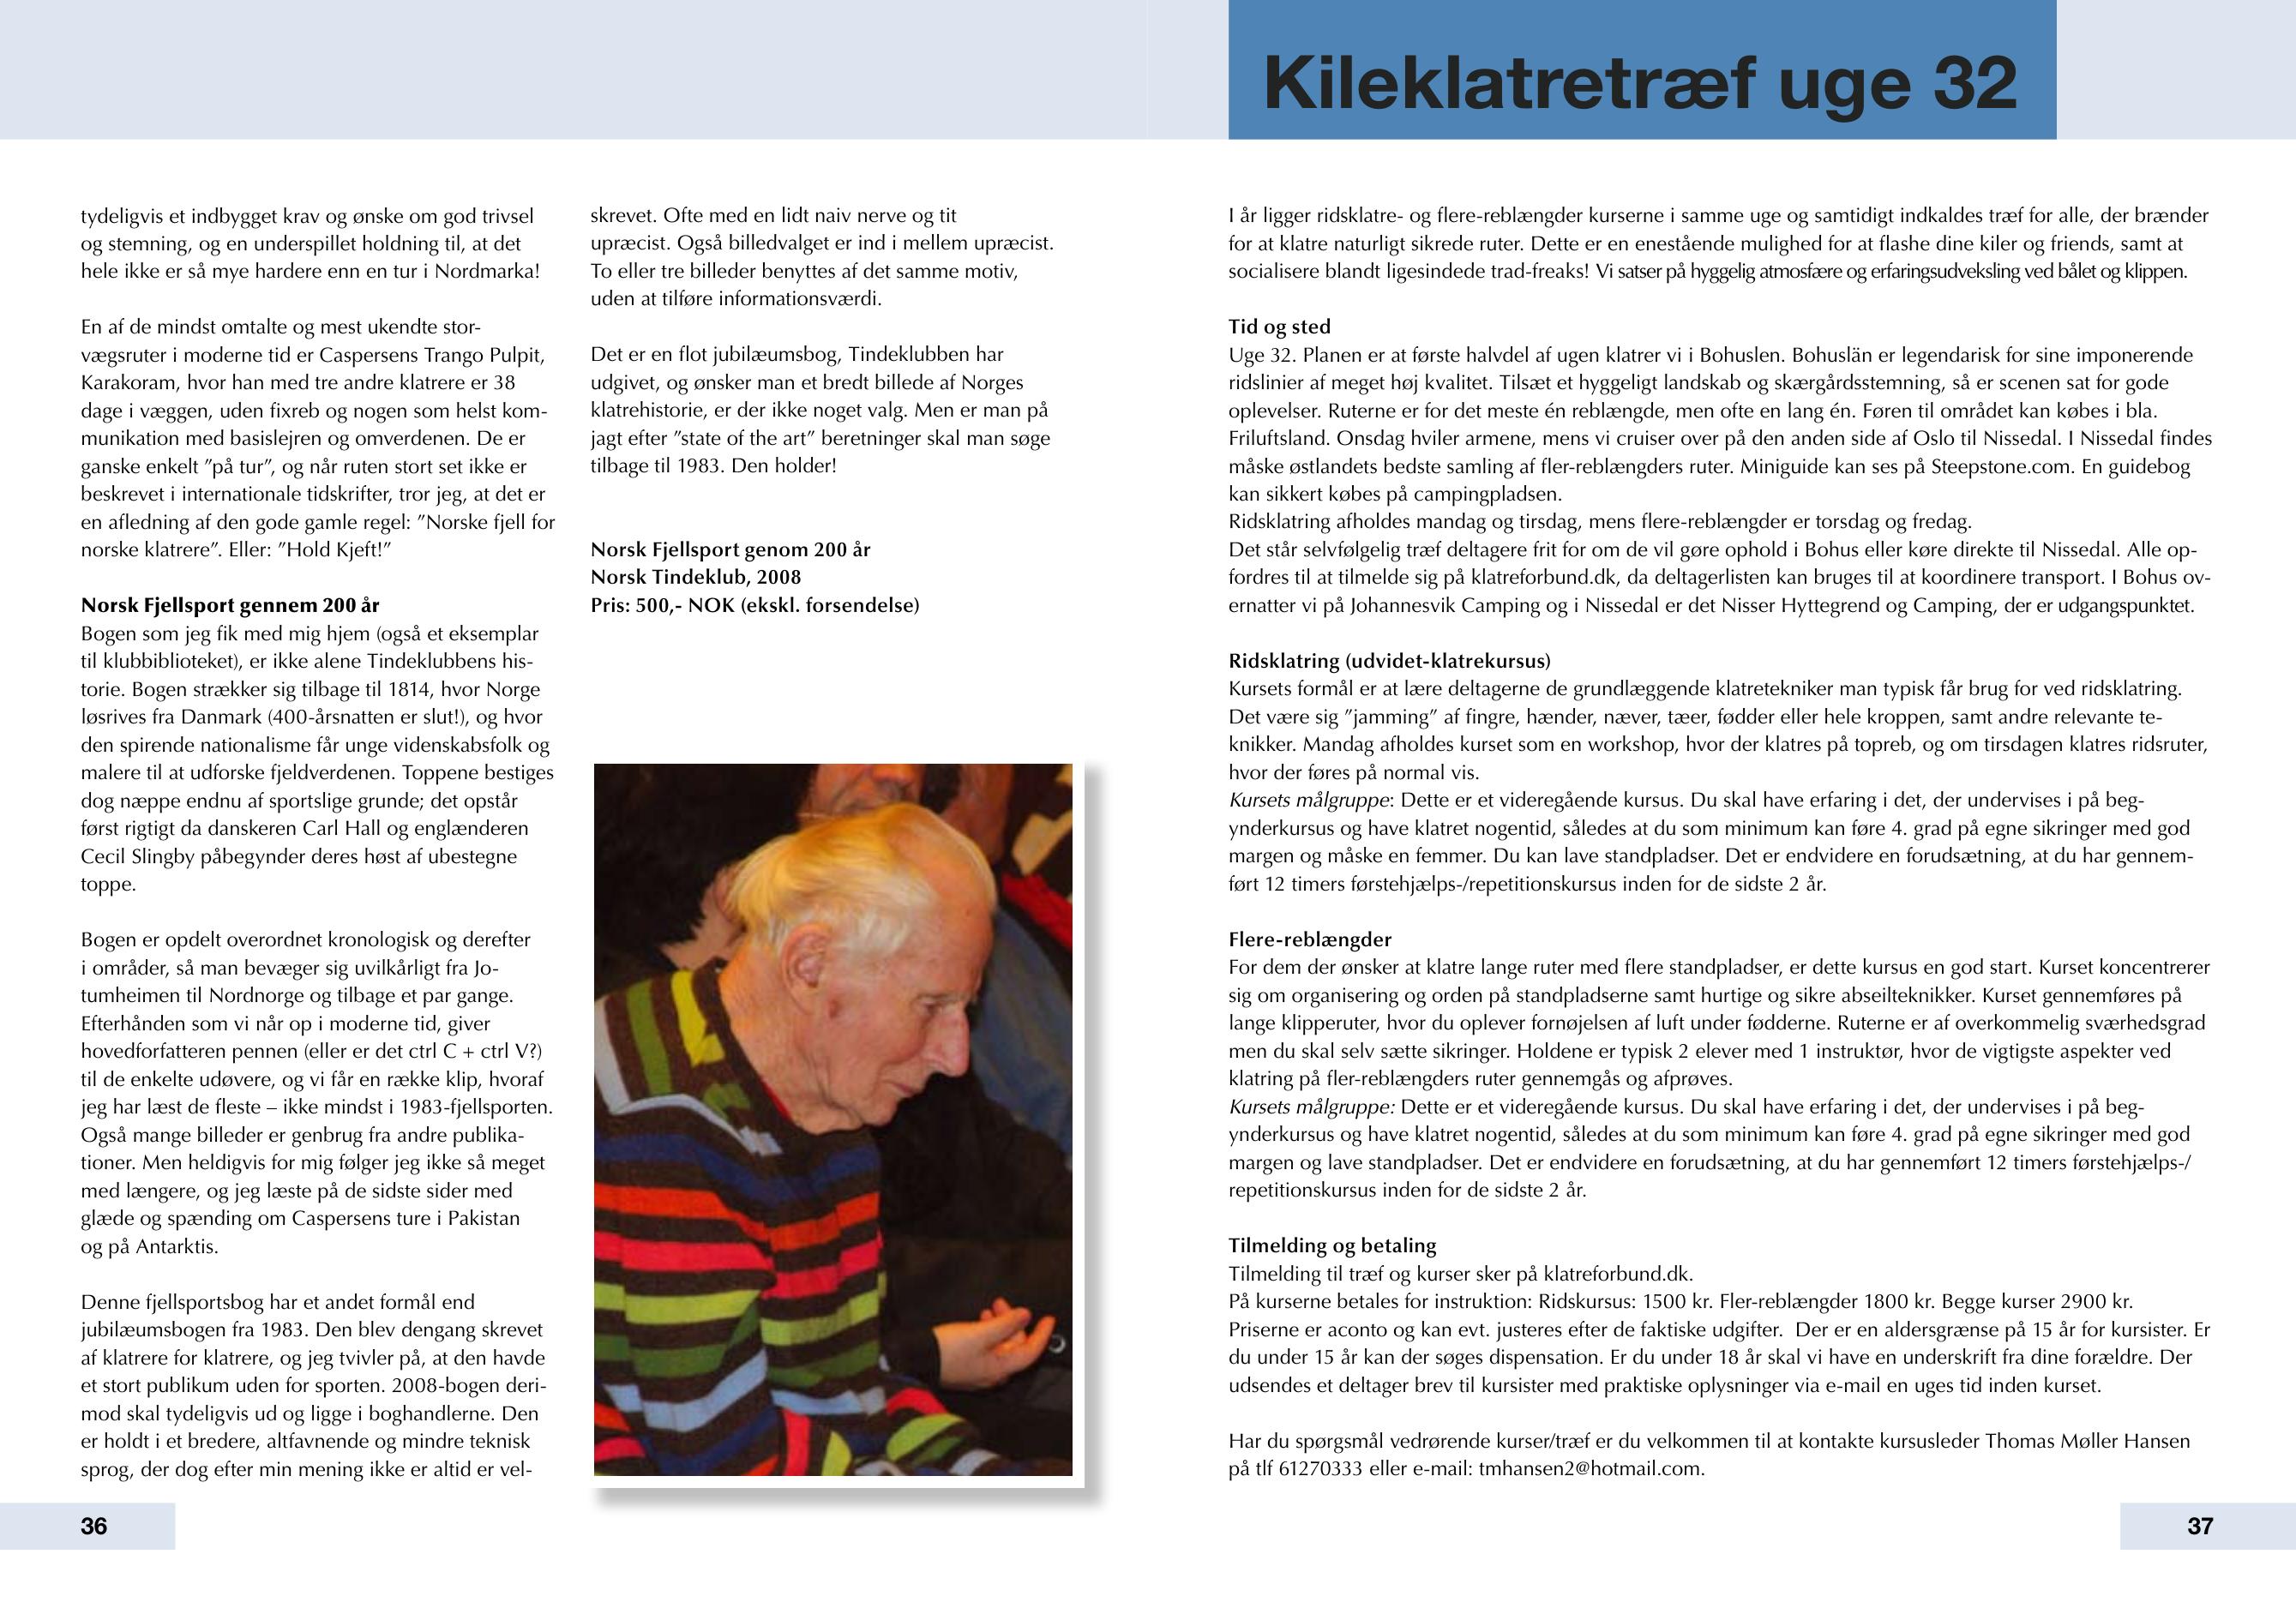 tydeligvis et indbygget krav og ønske om god trivsel
og stemning, og en underspillet holdning til, at det
hele ikke er så mye hardere enn en tur i Nordmarka!
En af de mindst omtalte og mest ukendte stor-
vægsruter i moderne tid er Caspersens Trango Pulpit,
Karakoram, hvor han med tre andre klatrere er 38
dage i væggen, uden fixreb og nogen som helst kom-
munikation med basislejren og omverdenen. De er
ganske enkelt ”på tur”, og når ruten stort set ikke er
beskrevet i internationale tidskrifter, tror jeg, at det er
en afledning af den gode gamle regel: ”Norske fjell for
norske klatrere”. Eller: ”Hold Kjeft!”
Norsk Fjellsport gennem 200 år
Bogen som jeg fik med mig hjem (også et eksemplar
til klubbiblioteket), er ikke alene Tindeklubbens his-
torie. Bogen strækker sig tilbage til 1814, hvor Norge
løsrives fra Danmark (400-årsnatten er slut!), og hvor
den spirende nationalisme får unge videnskabsfolk og
malere til at udforske fjeldverdenen. Toppene bestiges
dog næppe endnu af sportslige grunde; det opstår
først rigtigt da danskeren Carl Hall og englænderen
Cecil Slingby påbegynder deres høst af ubestegne
toppe.
Bogen er opdelt overordnet kronologisk og derefter
i områder, så man bevæger sig uvilkårligt fra Jo-
tumheimen til Nordnorge og tilbage et par gange.
Efterhånden som vi når op i moderne tid, giver
hovedforfatteren pennen (eller er det ctrl C + ctrl V?)
til de enkelte udøvere, og vi får en række klip, hvoraf
jeg har læst de fleste – ikke mindst i 1983-fjellsporten.
Også mange billeder er genbrug fra andre publika-
tioner. Men heldigvis for mig følger jeg ikke så meget
med længere, og jeg læste på de sidste sider med
glæde og spænding om Caspersens ture i Pakistan
og på Antarktis.
Denne fjellsportsbog har et andet formål end
jubilæumsbogen fra 1983. Den blev dengang skrevet
af klatrere for klatrere, og jeg tvivler på, at den havde
et stort publikum uden for sporten. 2008-bogen deri-
mod skal tydeligvis ud og ligge i boghandlerne. Den
er holdt i et bredere, altfavnende og mindre teknisk
sprog, der dog efter min mening ikke er altid er vel-
skrevet. Ofte med en lidt naiv nerve og tit
upræcist. Også billedvalget er ind i mellem upræcist.
To eller tre billeder benyttes af det samme motiv,
uden at tilføre informationsværdi.
Det er en flot jubilæumsbog, Tindeklubben har
udgivet, og ønsker man et bredt billede af Norges
klatrehistorie, er der ikke noget valg. Men er man på
jagt efter ”state of the art” beretninger skal man søge
tilbage til 1983. Den holder!
Norsk Fjellsport genom 200 år
Norsk Tindeklub, 2008
Pris: 500,- NOK (ekskl. forsendelse)
36
Kileklatretræf uge 32
I år ligger ridsklatre- og flere-reblængder kurserne i samme uge og samtidigt indkaldes træf for alle, der brænder
for at klatre naturligt sikrede ruter. Dette er en enestående mulighed for at flashe dine kiler og friends, samt at
socialisere blandt ligesindede trad-freaks! Vi satser på hyggelig atmosfære og erfaringsudveksling ved bålet og klippen.
Tid og sted
Uge 32. Planen er at første halvdel af ugen klatrer vi i Bohuslen. Bohuslän er legendarisk for sine imponerende
ridslinier af meget høj kvalitet. Tilsæt et hyggeligt landskab og skærgårdsstemning, så er scenen sat for gode
oplevelser. Ruterne er for det meste én reblængde, men ofte en lang én. Føren til området kan købes i bla.
Friluftsland. Onsdag hviler armene, mens vi cruiser over på den anden side af Oslo til Nissedal. I Nissedal findes
måske østlandets bedste samling af fler-reblængders ruter. Miniguide kan ses på Steepstone.com. En guidebog
kan sikkert købes på campingpladsen.
Ridsklatring afholdes mandag og tirsdag, mens flere-reblængder er torsdag og fredag.
Det står selvfølgelig træf deltagere frit for om de vil gøre ophold i Bohus eller køre direkte til Nissedal. Alle op-
fordres til at tilmelde sig på klatreforbund.dk, da deltagerlisten kan bruges til at koordinere transport. I Bohus ov-
ernatter vi på Johannesvik Camping og i Nissedal er det Nisser Hyttegrend og Camping, der er udgangspunktet.
Ridsklatring (udvidet-klatrekursus)
Kursets formål er at lære deltagerne de grundlæggende klatretekniker man typisk får brug for ved ridsklatring.
Det være sig ”jamming” af fingre, hænder, næver, tæer, fødder eller hele kroppen, samt andre relevante te-
knikker. Mandag afholdes kurset som en workshop, hvor der klatres på topreb, og om tirsdagen klatres ridsruter,
hvor der føres på normal vis.
Kursets målgruppe: Dette er et videregående kursus. Du skal have erfaring i det, der undervises i på beg-
ynderkursus og have klatret nogentid, således at du som minimum kan føre 4. grad på egne sikringer med god
margen og måske en femmer. Du kan lave standpladser. Det er endvidere en forudsætning, at du har gennem-
ført 12 timers førstehjælps-/repetitionskursus inden for de sidste 2 år.
Flere-reblængder
For dem der ønsker at klatre lange ruter med flere standpladser, er dette kursus en god start. Kurset koncentrerer
sig om organisering og orden på standpladserne samt hurtige og sikre abseilteknikker. Kurset gennemføres på
lange klipperuter, hvor du oplever fornøjelsen af luft under fødderne. Ruterne er af overkommelig sværhedsgrad
men du skal selv sætte sikringer. Holdene er typisk 2 elever med 1 instruktør, hvor de vigtigste aspekter ved
klatring på fler-reblængders ruter gennemgås og afprøves.
Kursets målgruppe: Dette er et videregående kursus. Du skal have erfaring i det, der undervises i på beg-
ynderkursus og have klatret nogentid, således at du som minimum kan føre 4. grad på egne sikringer med god
margen og lave standpladser. Det er endvidere en forudsætning, at du har gennemført 12 timers førstehjælps-/
repetitionskursus inden for de sidste 2 år.
Tilmelding og betaling
Tilmelding til træf og kurser sker på klatreforbund.dk.
På kurserne betales for instruktion: Ridskursus: 1500 kr. Fler-reblængder 1800 kr. Begge kurser 2900 kr.
Priserne er aconto og kan evt. justeres efter de faktiske udgifter. Der er en aldersgrænse på 15 år for kursister. Er
du under 15 år kan der søges dispensation. Er du under 18 år skal vi have en underskrift fra dine forældre. Der
udsendes et deltager brev til kursister med praktiske oplysninger via e-mail en uges tid inden kurset.
Har du spørgsmål vedrørende kurser/træf er du velkommen til at kontakte kursusleder Thomas Møller Hansen
på tlf 61270333 eller e-mail: tmhansen2@hotmail.com.
37